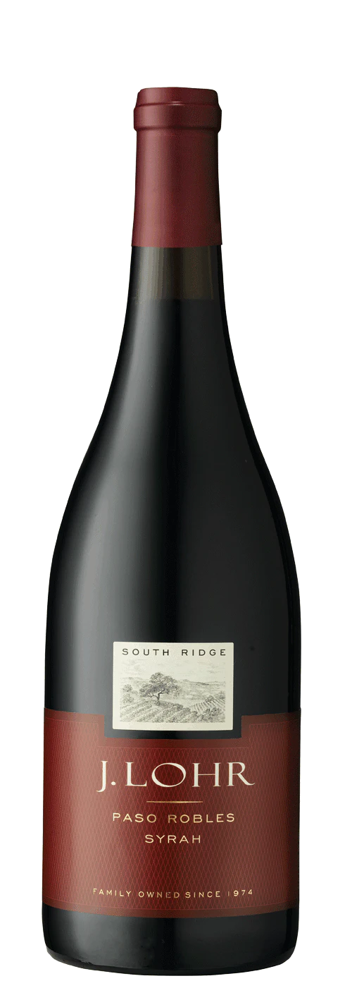 SOUTH RIDGE
J. LOHR
PASO ROBLES
SYRAH
FAMILY OWNED SINCE 1974